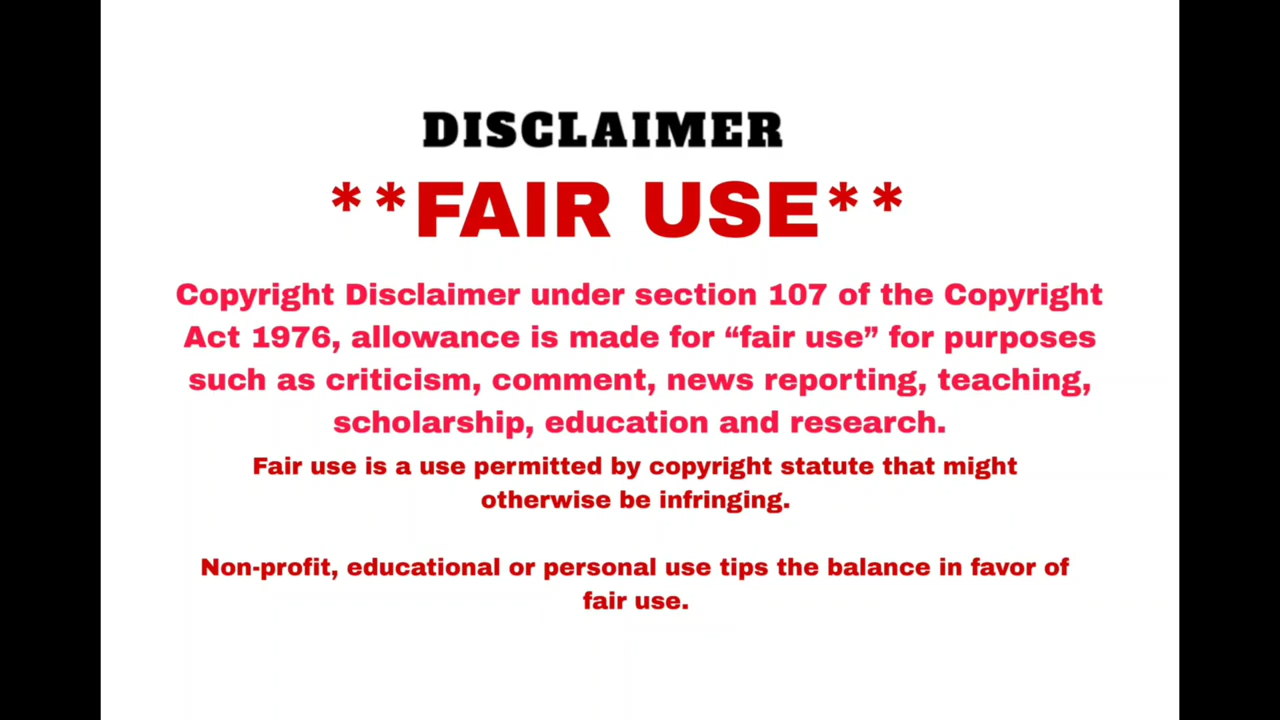 DISCLAIMER
**FAIR USE**
Copyright Disclaimer under section 107 of the Copyright
Act 1976, allowance is made for “fair use” for purposes
such as criticism, comment, news reporting, teaching,
scholarship, education and research.
Fair use is a use permitted by copyright statute that might
otherwise be infringing.
Non-profit, educational or personal use tips the balance in favor of
fair use.